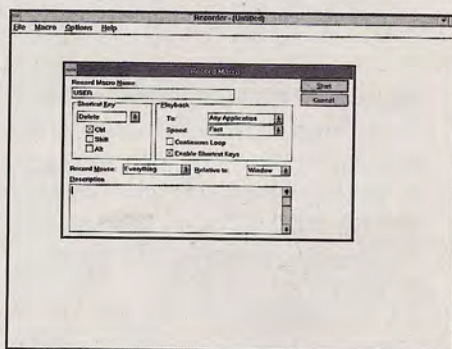 Recorder - (Untitled)
File Macro Options Help
Record Macro
Record Macro Name:
USER
Start
Cancel
Shortcut Key
Delete
Ctrl
Shift
Alt
Playback
To: Any Application
Speed: Fast
Continuous Loop
Enable Shortcut Keys
Record Mouse: Everything Relative to: Window
Description